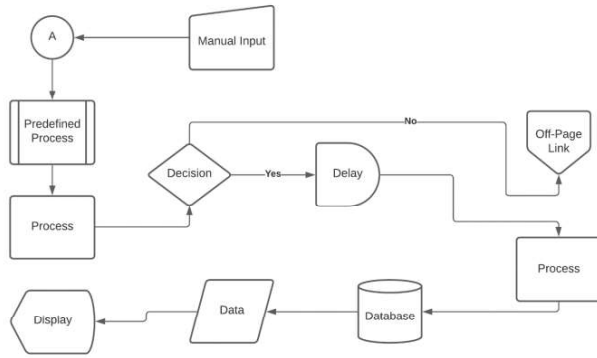 A
Manual Input
Predefined
Process
Process
Decision
Yes
No
Delay
Off-Page
Link
Process
Database
Data
Display